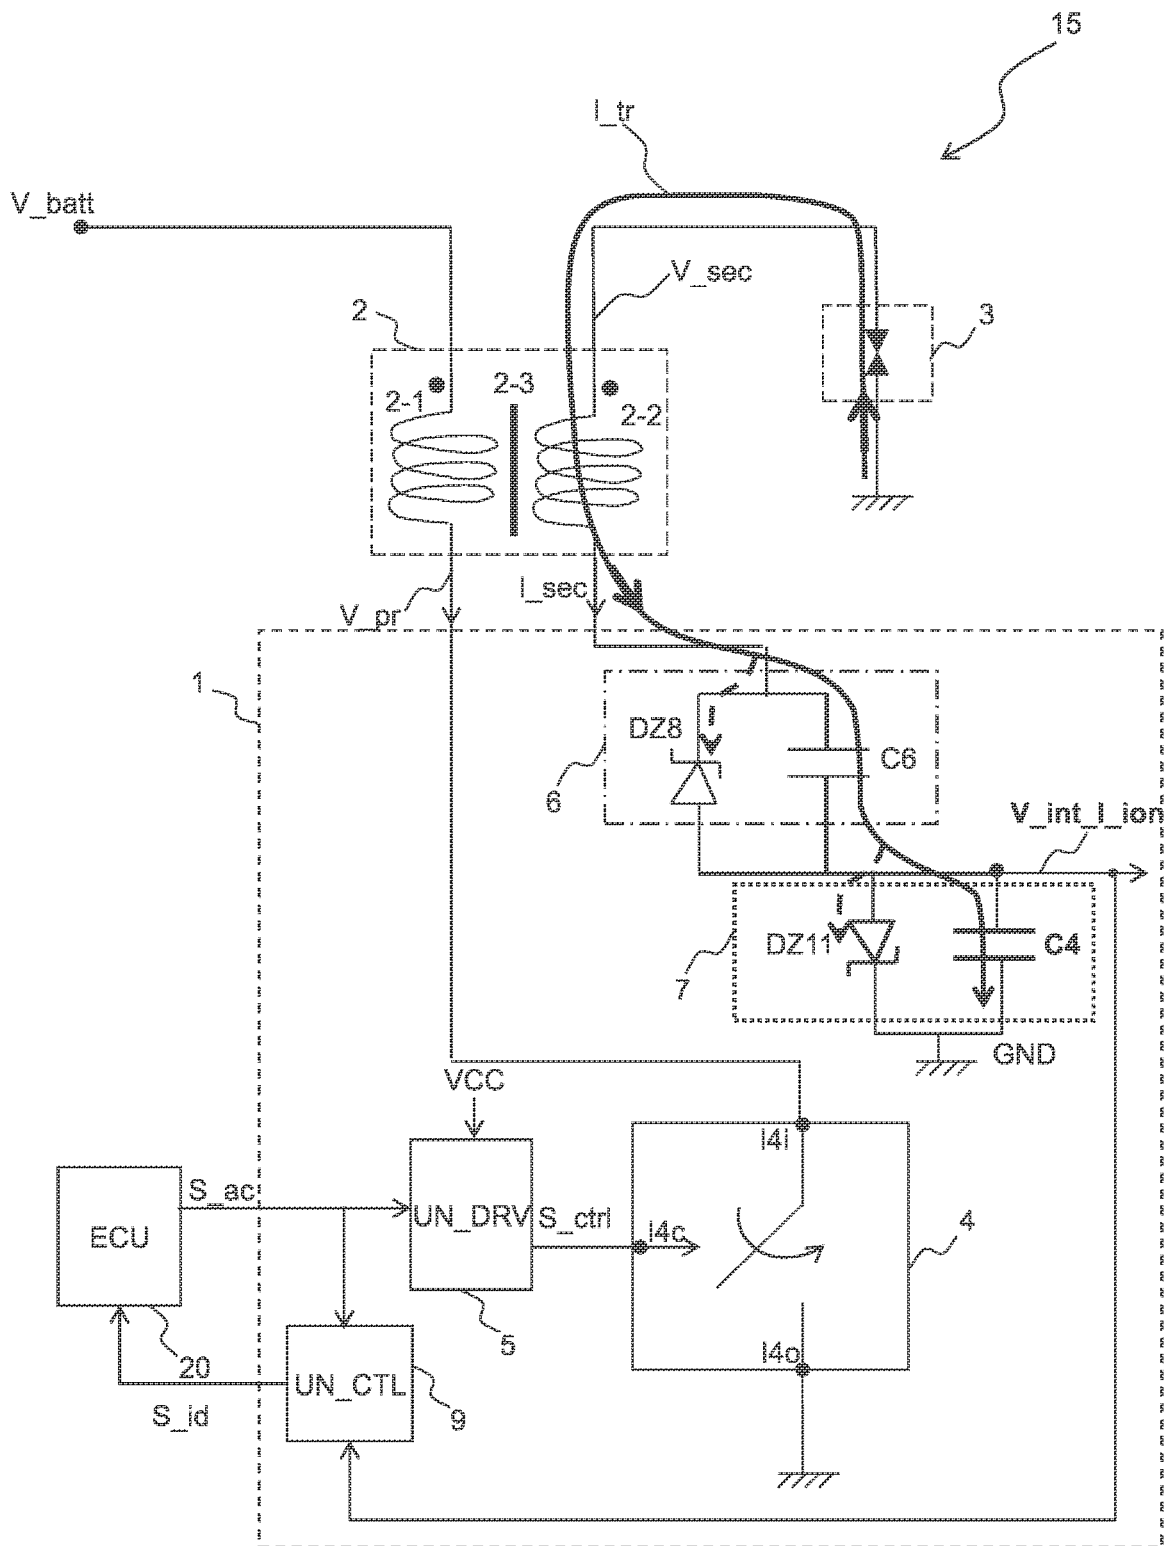 15
I_tr
V_batt
V_sec
2
3
2-1
2-3
2-2
V_pr
I_sec
1
DZ8
C6
6
V_int_I_ion
DZ11
C4
7
GND
VCC
I4i
S_ac
ECU
UN_DRV
S_ctrl
I4c
4
20
5
I4o
UN_CTL
9
S_id